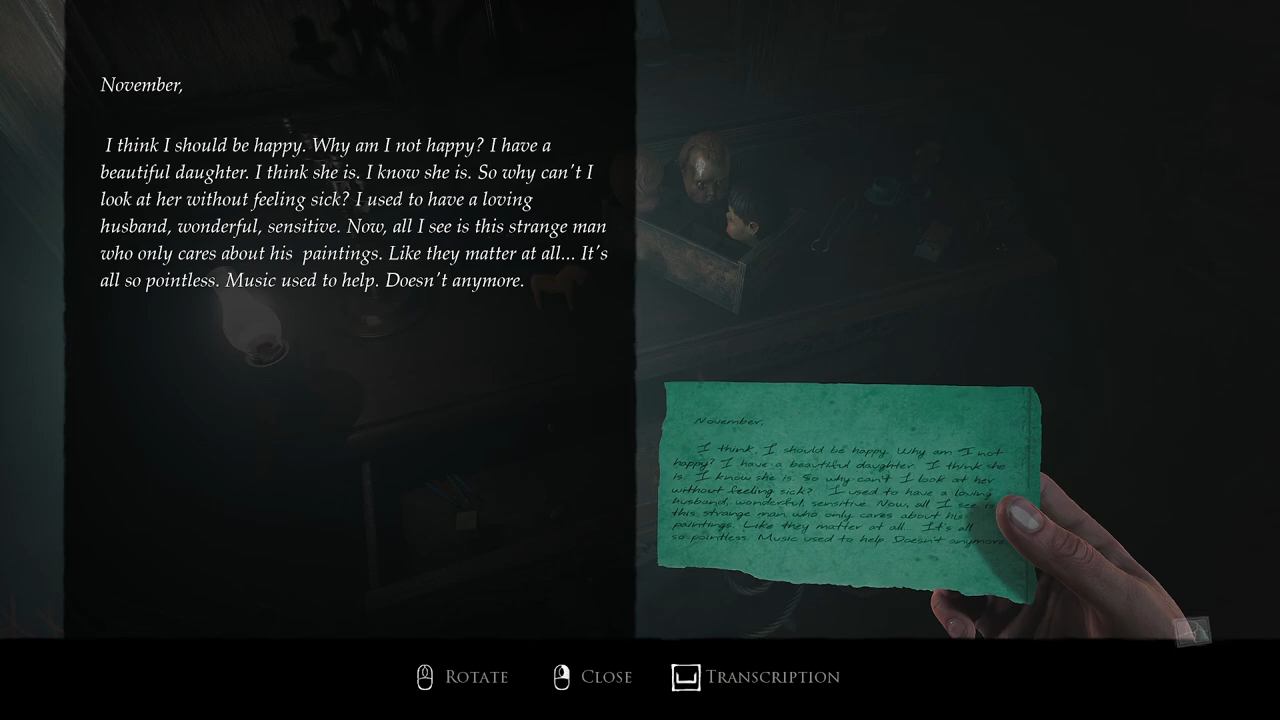 November,
I think I should be happy. Why am I not happy? I have a
beautiful daughter. I think she is. I know she is. So why can't I
look at her without feeling sick? I used to have a loving
husband, wonderful, sensitive. Now, all I see is this strange man
who only cares about his  paintings. Like they matter at all... It's
all so pointless. Music used to help. Doesn't anymore.
November,
I think I should be happy. Why am I not
happy? I have a beautiful daughter. I think she
is. I know she is. So why can't I look at her
without feeling sick? I used to have a loving
husband, wonderful, sensitive. Now, all I see is
this strange man who only cares about his
paintings. Like they matter at all... It's all
so pointless. Music used to help. Doesn't anymore.
ROTATE
CLOSE
TRANSCRIPTION